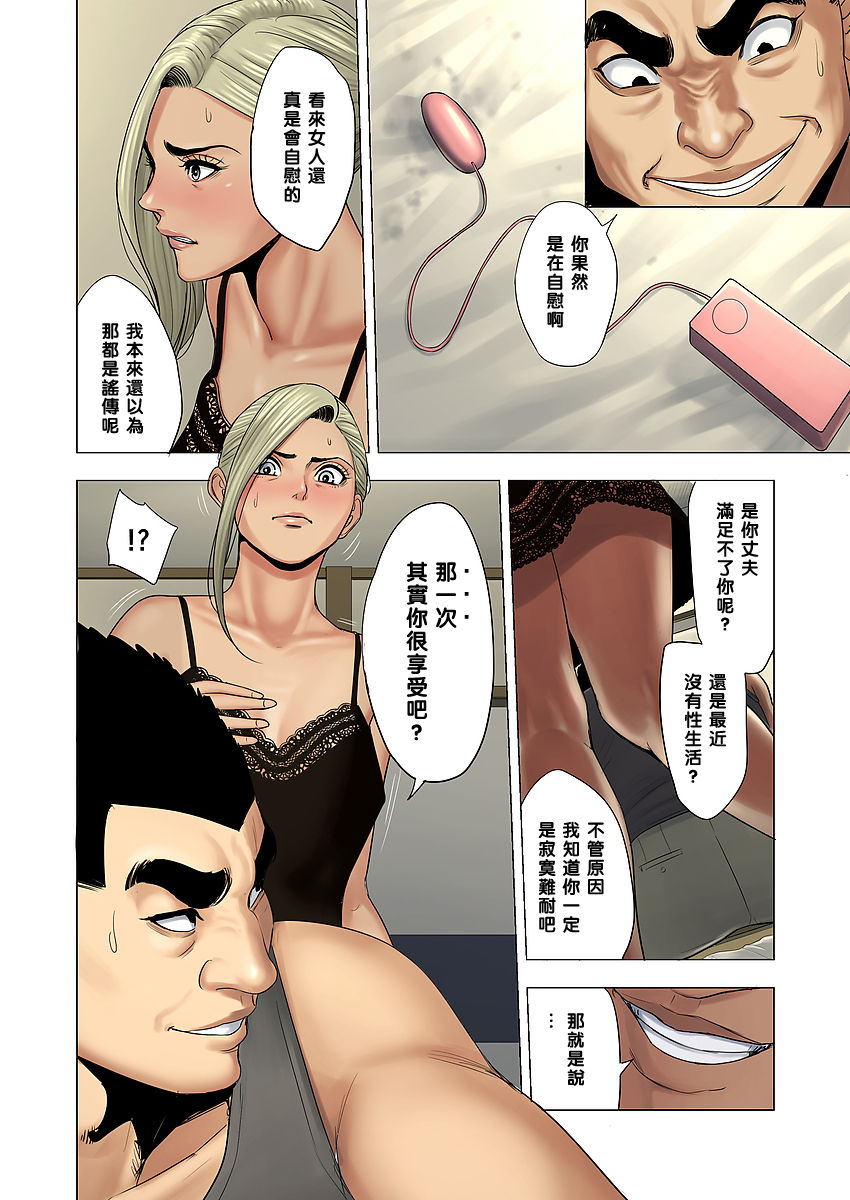 你果然
是在自慰啊
看來女人還
真是會自慰的
我本來還以為
那都是謠傳呢
是你丈夫
滿足不了你呢?
還是最近
沒有性生活?
不管原因
我知道你一定
是寂寞難耐吧
那就是說
…
那一次
其實你很享受吧?
!?